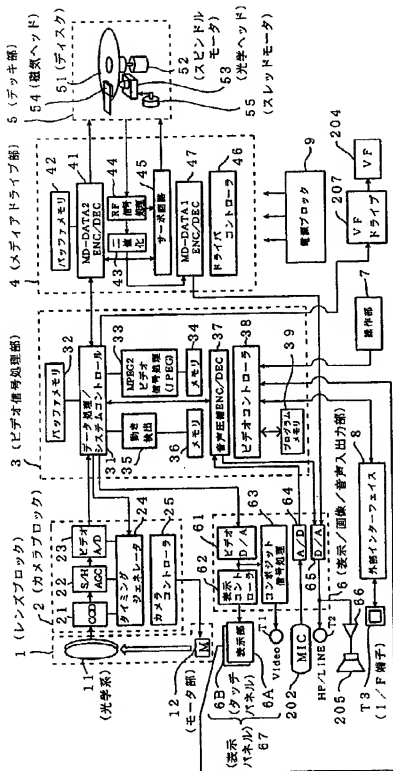 1 (レンズブロック)
2 (カメラブロック)
11
(光学系)
21
CCD
22
S/H
AGC
23
ビデオ
A/D
24
タイミング
ジェネレータ
25
カメラ
コントローラ
12
(モータ部)
M
3 (ビデオ信号処理部)
32
バッファメモリ
31
データ処理/
システムコントロール
33
MPEG2
ビデオ
信号処理
(JPEG)
34
メモリ
35
動き
検出
36
メモリ
37
音声圧縮ENC/DEC
38
ビデオコントローラ
39
プログラム
メモリ
4 (メディアドライブ部)
42
バッファメモリ
41
MD-DATA2
ENC/DEC
43
二値化
44
RF
信号
処理
45
サーボ回路
47
MD-DATA1
ENC/DEC
46
ドライバ
コントローラ
5 (デッキ部)
54 (磁気ヘッド)
51 (ディスク)
52
(スピンドル
モータ)
53
(光学ヘッド)
55
(スレッドモータ)
61
ビデオ
D/A
62
表示
コントローラ
63
コンポジット
信号処理
64
A/D
65
D/A
6 (表示/画像/音声入出力部)
6B
(タッチ
パネル)
表示部
6A
(表示
パネル)
67
Video
T1
202
MIC
HP/LINE
T2
205
66
T3
(I/F端子)
8
外部インターフェイス
7
操作部
9
電源ブロック
207
VF
ドライブ
204
VF